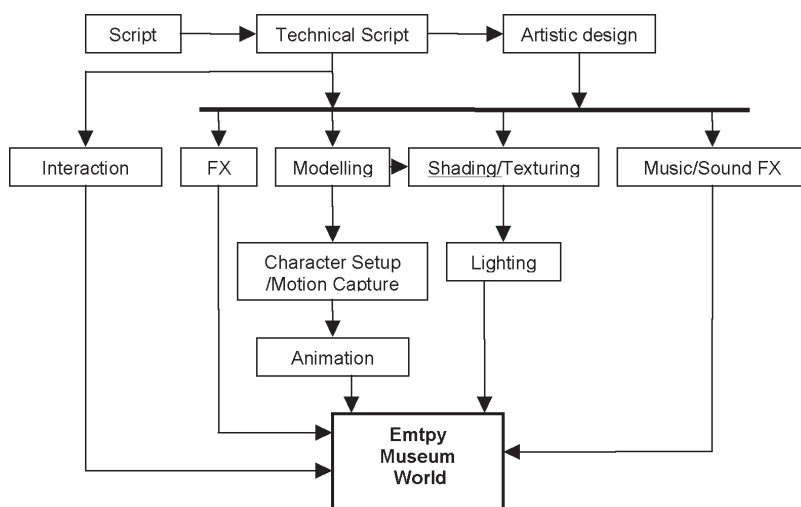 Script
Technical Script
Artistic design
Interaction
FX
Modelling
Shading/Texturing
Music/Sound FX
Character Setup
/Motion Capture
Lighting
Animation
Emtpy
Museum
World